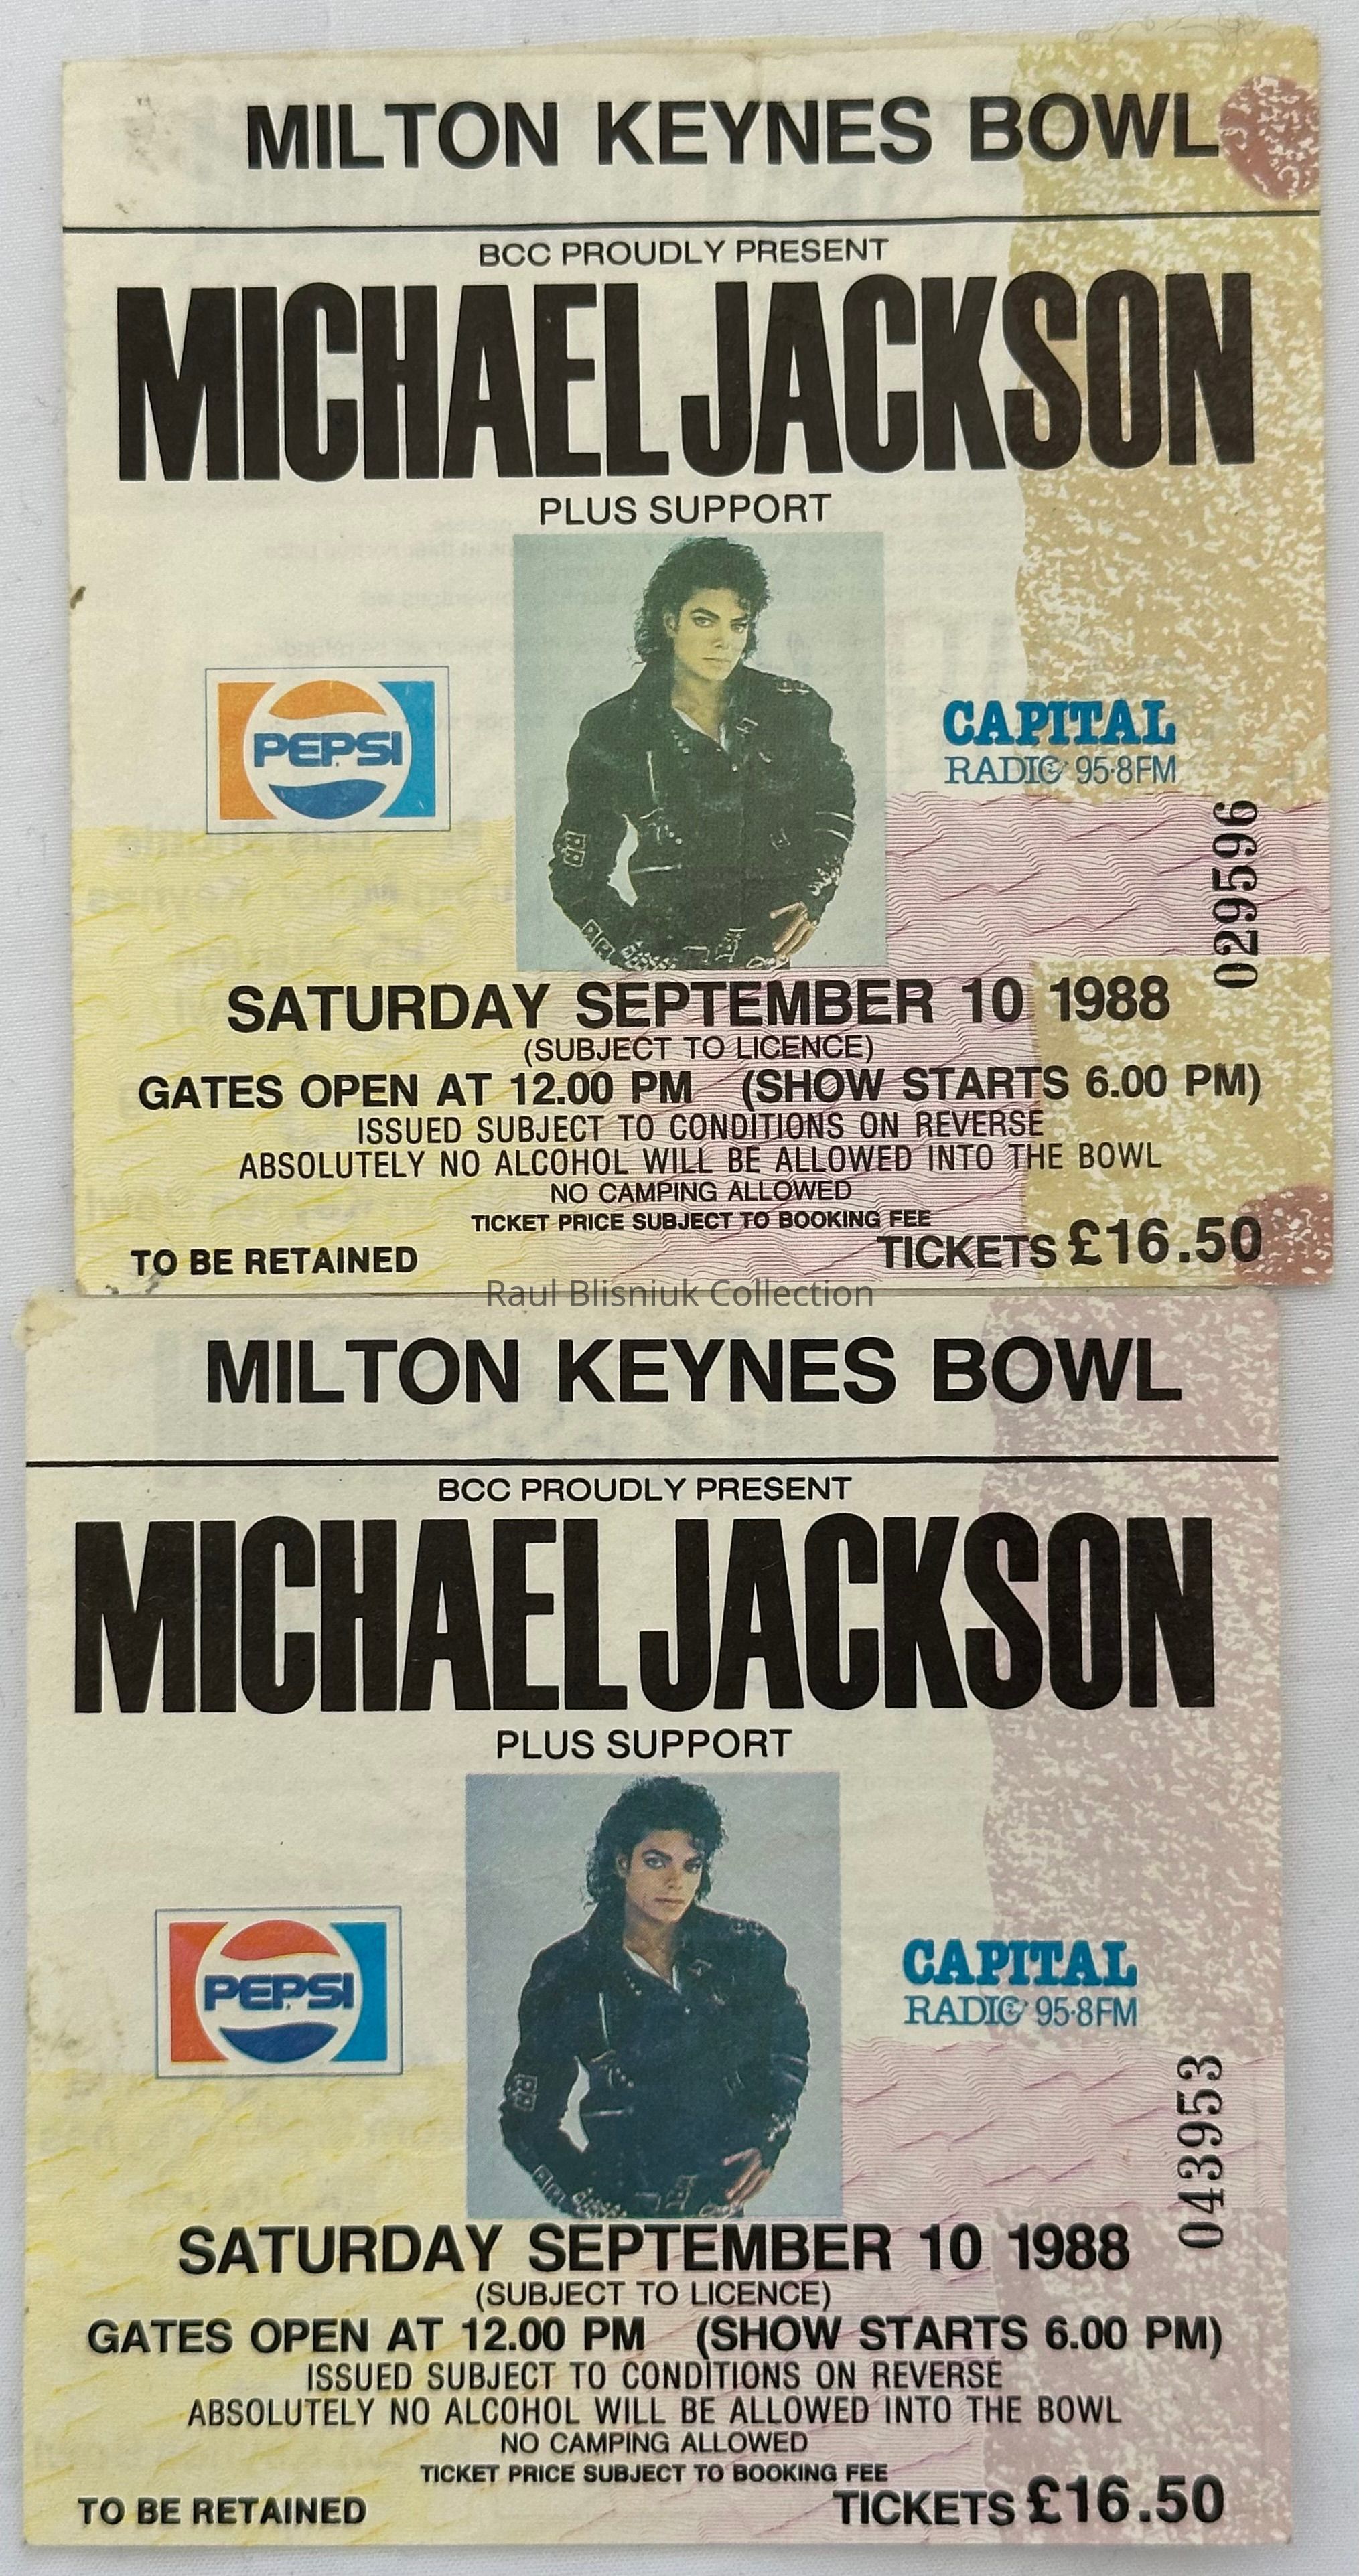 MILTON KEYNES BOWL
BCC PROUDLY PRESENT
MICHAEL JACKSON
PLUS SUPPORT
PEPSI
CAPITAL
RADIO 95·8FM
029596
SATURDAY SEPTEMBER 10 1988
(SUBJECT TO LICENCE)
GATES OPEN AT 12.00 PM (SHOW STARTS 6.00 PM)
ISSUED SUBJECT TO CONDITIONS ON REVERSE
ABSOLUTELY NO ALCOHOL WILL BE ALLOWED INTO THE BOWL
NO CAMPING ALLOWED
TICKET PRICE SUBJECT TO BOOKING FEE
TO BE RETAINED TICKETS £16.50
Raul Blisniuk Collection
MILTON KEYNES BOWL
BCC PROUDLY PRESENT
MICHAEL JACKSON
PLUS SUPPORT
PEPSI
CAPITAL
RADIO 95·8FM
043953
SATURDAY SEPTEMBER 10 1988
(SUBJECT TO LICENCE)
GATES OPEN AT 12.00 PM (SHOW STARTS 6.00 PM)
ISSUED SUBJECT TO CONDITIONS ON REVERSE
ABSOLUTELY NO ALCOHOL WILL BE ALLOWED INTO THE BOWL
NO CAMPING ALLOWED
TICKET PRICE SUBJECT TO BOOKING FEE
TO BE RETAINED TICKETS £16.50